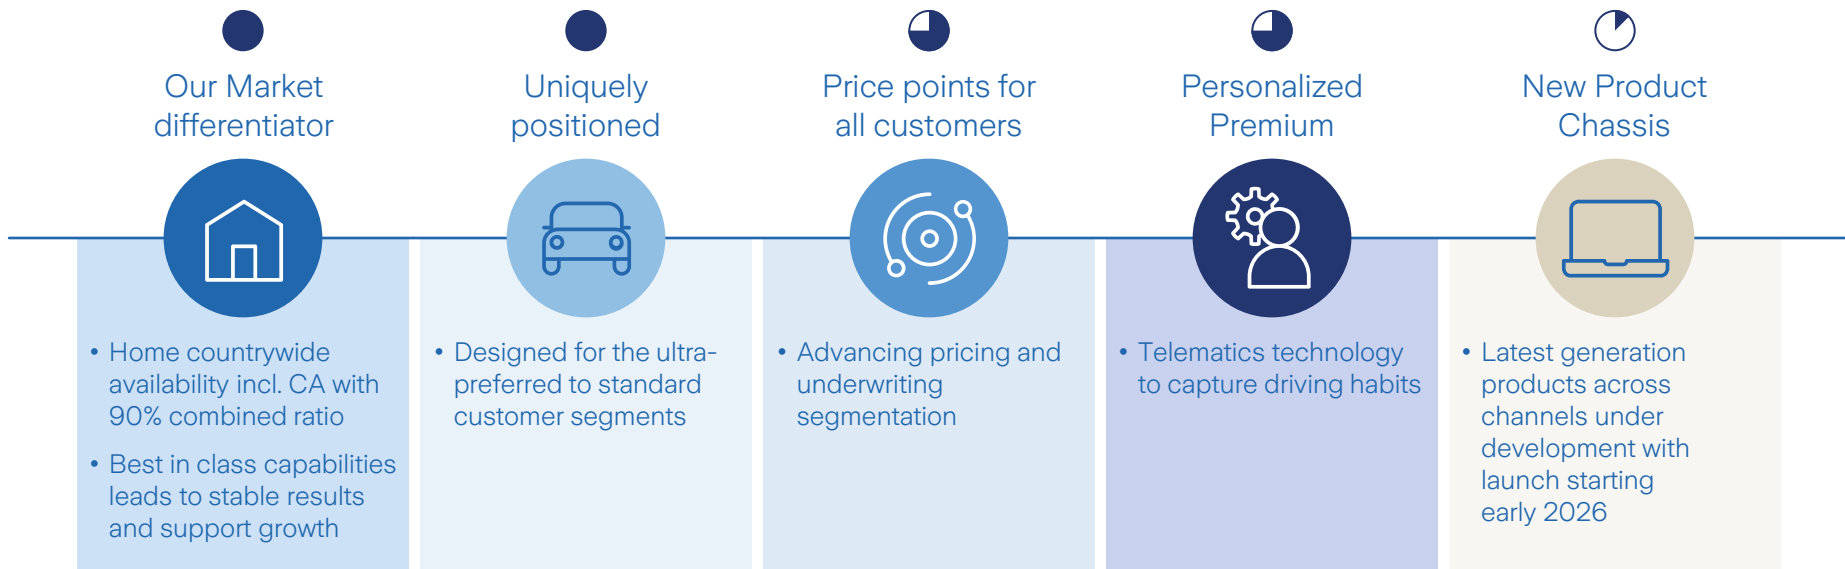 Our Market
differentiator
• Home countrywide
availability incl. CA with
90% combined ratio
• Best in class capabilities
leads to stable results
and support growth
Uniquely
positioned
• Designed for the ultra-
preferred to standard
customer segments
Price points for
all customers
• Advancing pricing and
underwriting
segmentation
Personalized
Premium
• Telematics technology
to capture driving habits
New Product
Chassis
• Latest generation
products across
channels under
development with
launch starting
early 2026